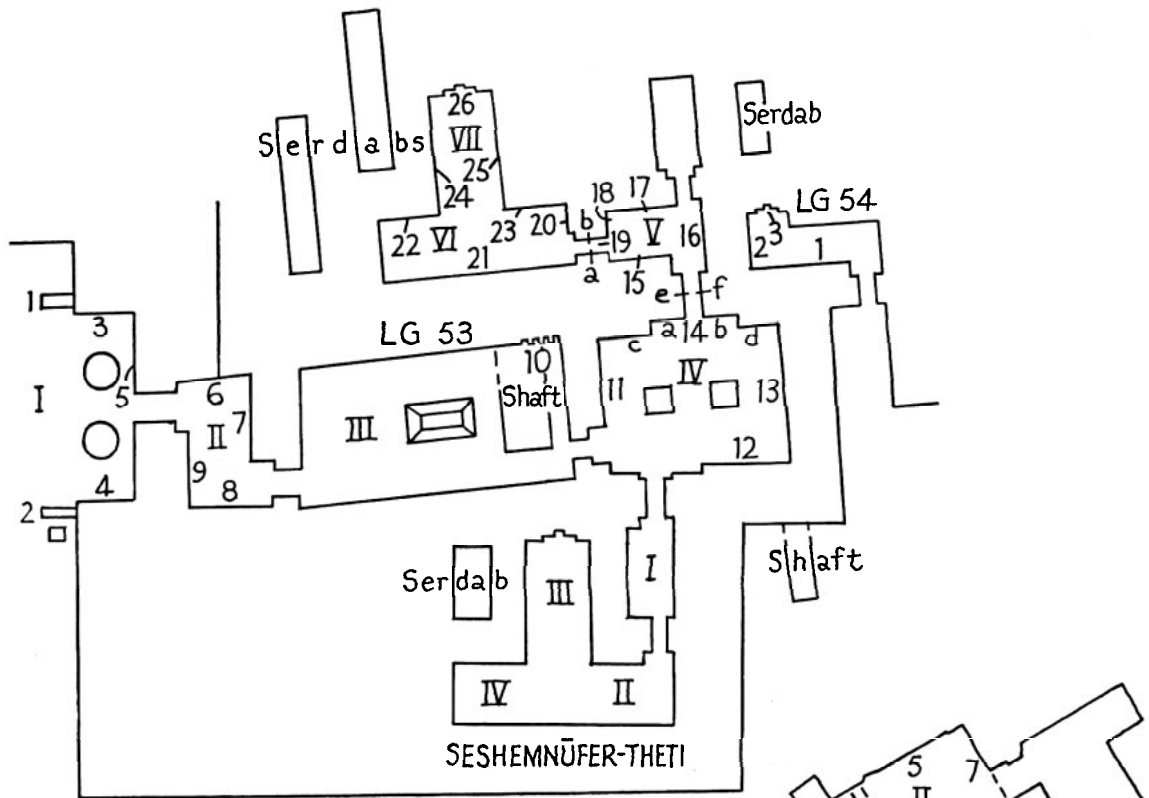 26
Serdabs
VII
Serdab
25
24
18 17
LG 54
20 b
3
22 VI 23
19 V 16
2 1
21
a 15
e f
1
3
a 14 b
LG 53
c d
10
IV
5
6
Shaft
11 13
I
7
III
II
12
9
8
4
2
Serdab
III
I
Shaft
IV II
SESHEMNŪFER-THETI
5 7
II